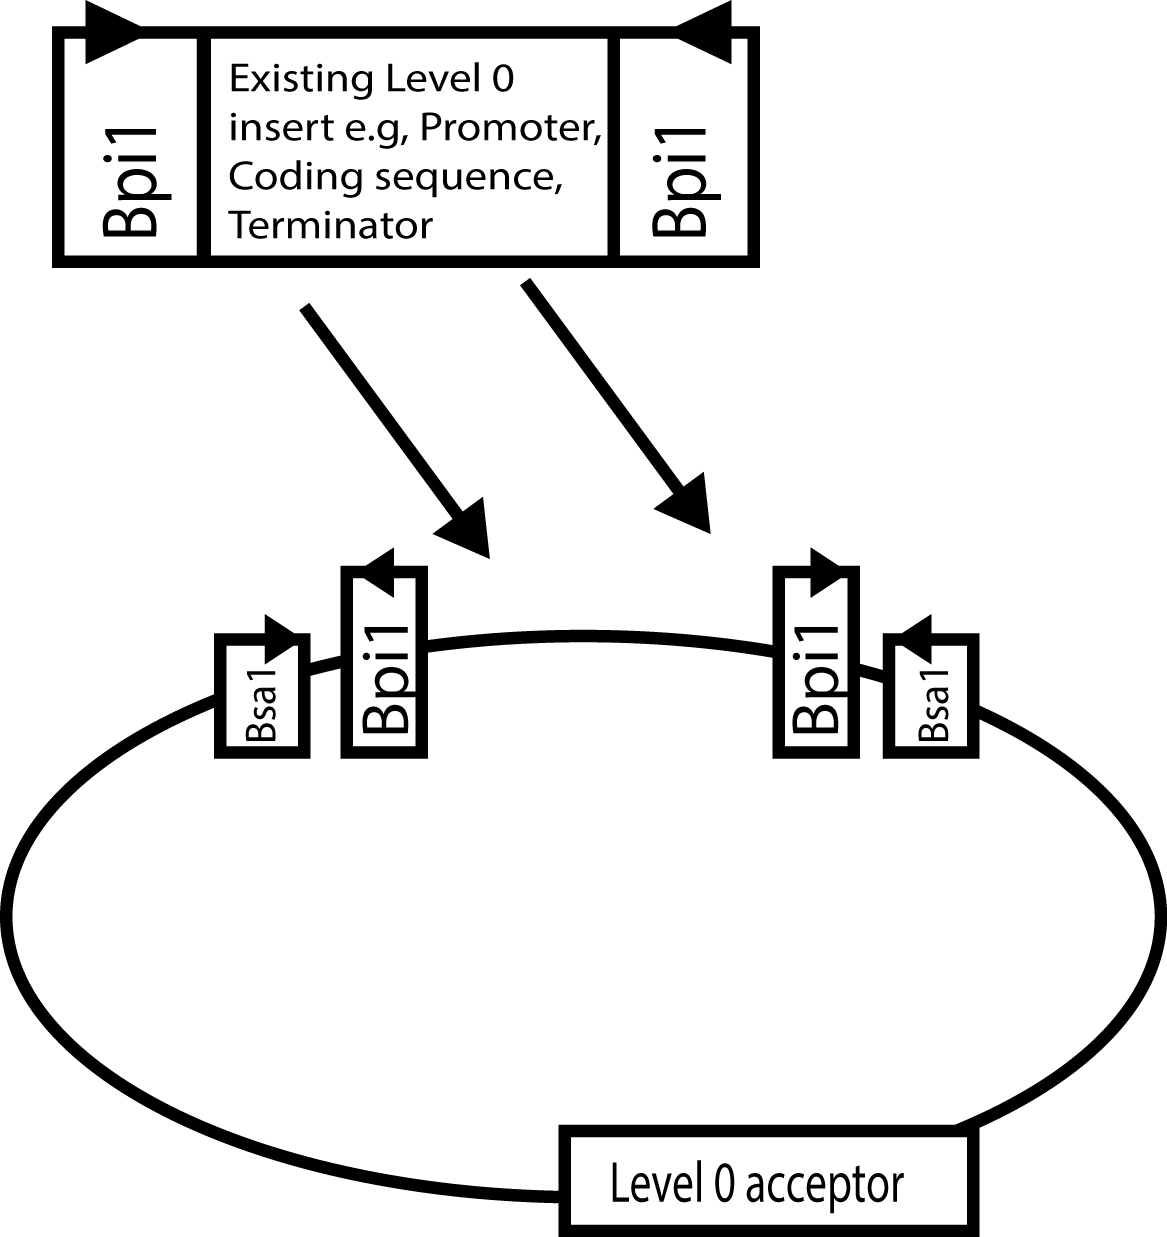 Bpi1
Existing Level 0
insert e.g, Promoter,
Coding sequence,
Terminator
Bpi1
Bsa1
Bpi1
Bpi1
Bsa1
Level 0 acceptor